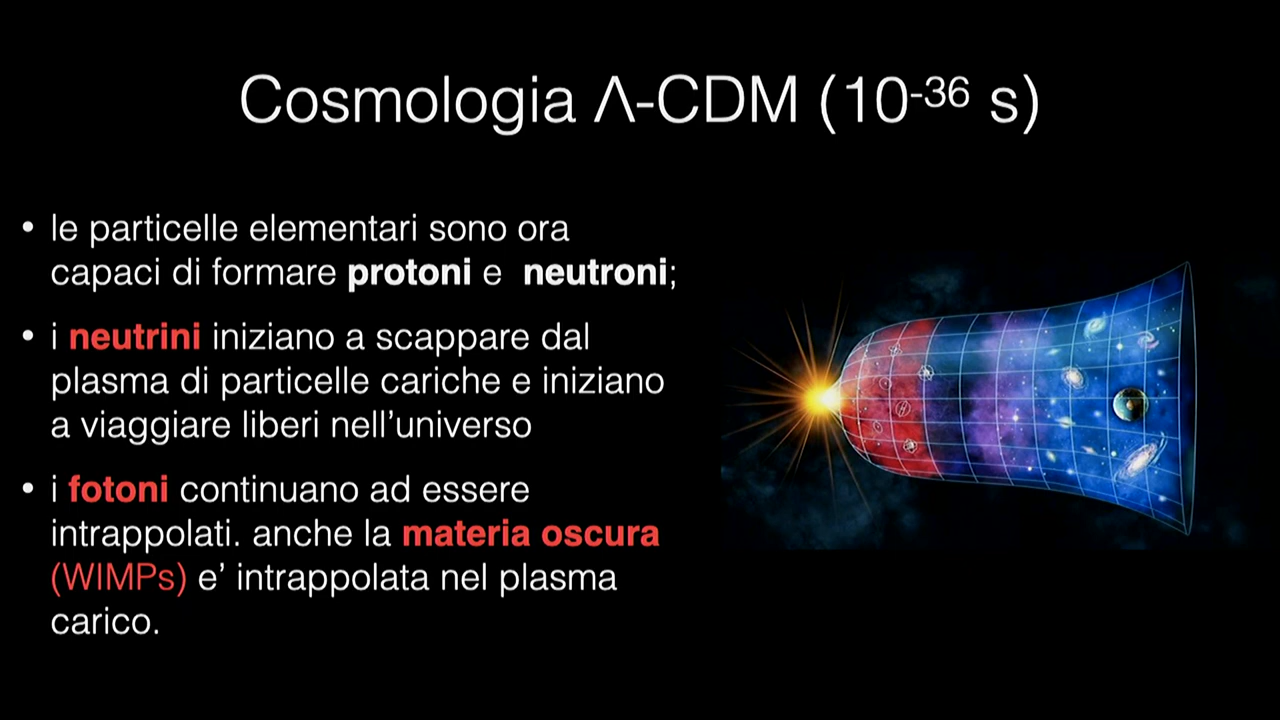 Cosmologia Λ-CDM (10⁻³⁶ s)
• le particelle elementari sono ora
capaci di formare protoni e neutroni;
• i neutrini iniziano a scappare dal
plasma di particelle cariche e iniziano
a viaggiare liberi nell’universo
• i fotoni continuano ad essere
intrappolati. anche la materia oscura
(WIMPs) e’ intrappolata nel plasma
carico.